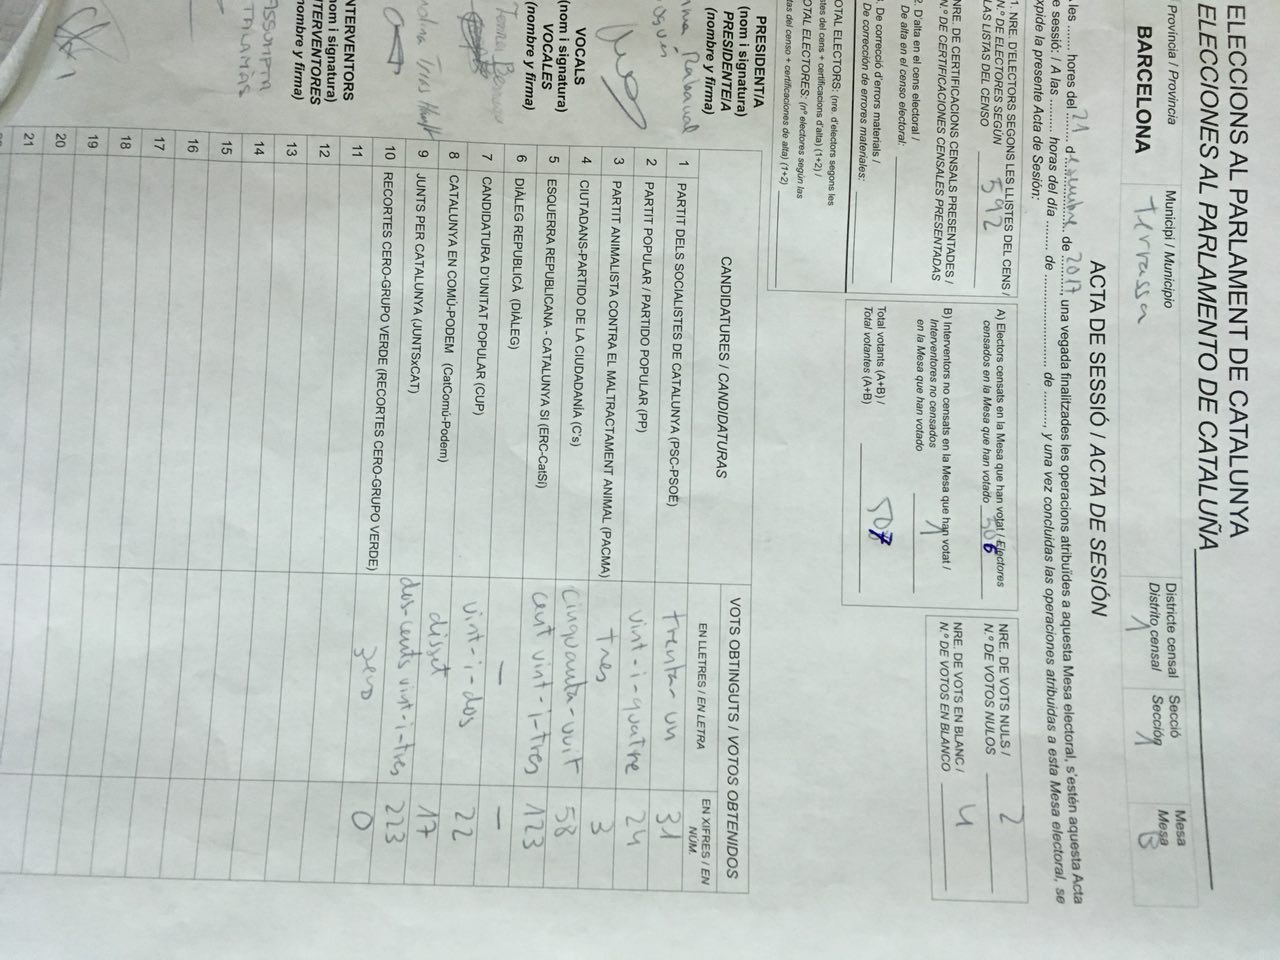 ELECCIONS AL PARLAMENT DE CATALUNYA
ELECCIONES AL PARLAMENTO DE CATALUÑA
Província / Provincia
BARCELONA
Municipi / Municipio
Terrassa
Districte censal
Distrito censal
1
Secció
Sección
1
Mesa
Mesa
B
ACTA DE SESSIÓ / ACTA DE SESIÓN
les ........ hores del 21 desembre de 2017, una vegada finalitzades les operacions atribuïdes a aquesta Mesa electoral, s'estén aquesta Acta
de sessió: / A las ......... horas del día ......... de ......................... de .........., y una vez concluidas las operaciones atribuidas a esta Mesa electoral, se
expide la presente Acta de Sesión:
1. NRE. D'ELECTORS SEGONS LES LLISTES DEL CENS /
N.º DE ELECTORES SEGÚN
LAS LISTAS DEL CENSO
592
NRE. DE CERTIFICACIONS CENSALS PRESENTADES /
N.º DE CERTIFICACIONES CENSALES PRESENTADAS
2. D'alta en el cens electoral /
De alta en el censo electoral:
De correcció d'errors materials /
De corrección de errores materiales:
TOTAL ELECTORS: (nre. d'electors segons les
llistes del cens + certificacions d'alta) (1+2) /
TOTAL ELECTORES: (nº electores según las
listas del censo + certificaciones de alta) (1+2)
A) Electors censats en la Mesa que han votat / Electores
censados en la Mesa que han votado
506
B) Interventors no censats en la Mesa que han votat /
Interventores no censados
en la Mesa que han votado
1
Total votants (A+B) /
Total votantes (A+B)
507
NRE. DE VOTS NULS /
N.º DE VOTOS NULOS
2
NRE. DE VOTS EN BLANC /
N.º DE VOTOS EN BLANCO
4
PRESIDENT/A
(nom i signatura)
PRESIDENTE/A
(nombre y firma)
VOCALS
(nom i signatura)
VOCALES
(nombre y firma)
INTERVENTORS
(nom i signatura)
INTERVENTORES
(nombre y firma)
ASSUMPTA
CANDIDATURES / CANDIDATURAS
VOTS OBTINGUTS / VOTOS OBTENIDOS
EN LLETRES / EN LETRA
EN XIFRES / EN NÚM.
1 PARTIT DELS SOCIALISTES DE CATALUNYA (PSC-PSOE) trenta-un 31
2 PARTIT POPULAR / PARTIDO POPULAR (PP) vint-i-quatre 24
3 PARTIT ANIMALISTA CONTRA EL MALTRACTAMENT ANIMAL (PACMA) tres 3
4 CIUTADANS-PARTIDO DE LA CIUDADANÍA (C's) cinquanta-vuit 58
5 ESQUERRA REPUBLICANA - CATALUNYA SÍ (ERC-CatSí) cent vint-i-tres 123
6 DIÀLEG REPUBLICÀ (DIÀLEG) — —
7 CANDIDATURA D'UNITAT POPULAR (CUP) vint-i-dos 22
8 CATALUNYA EN COMÚ-PODEM (CatComú-Podem) disset 17
9 JUNTS PER CATALUNYA (JUNTSxCAT) dos-cents vint-i-tres 223
10 RECORTES CERO-GRUPO VERDE (RECORTES CERO-GRUPO VERDE) zero 0
11
12
13
14
15
16
17
18
19
20
21